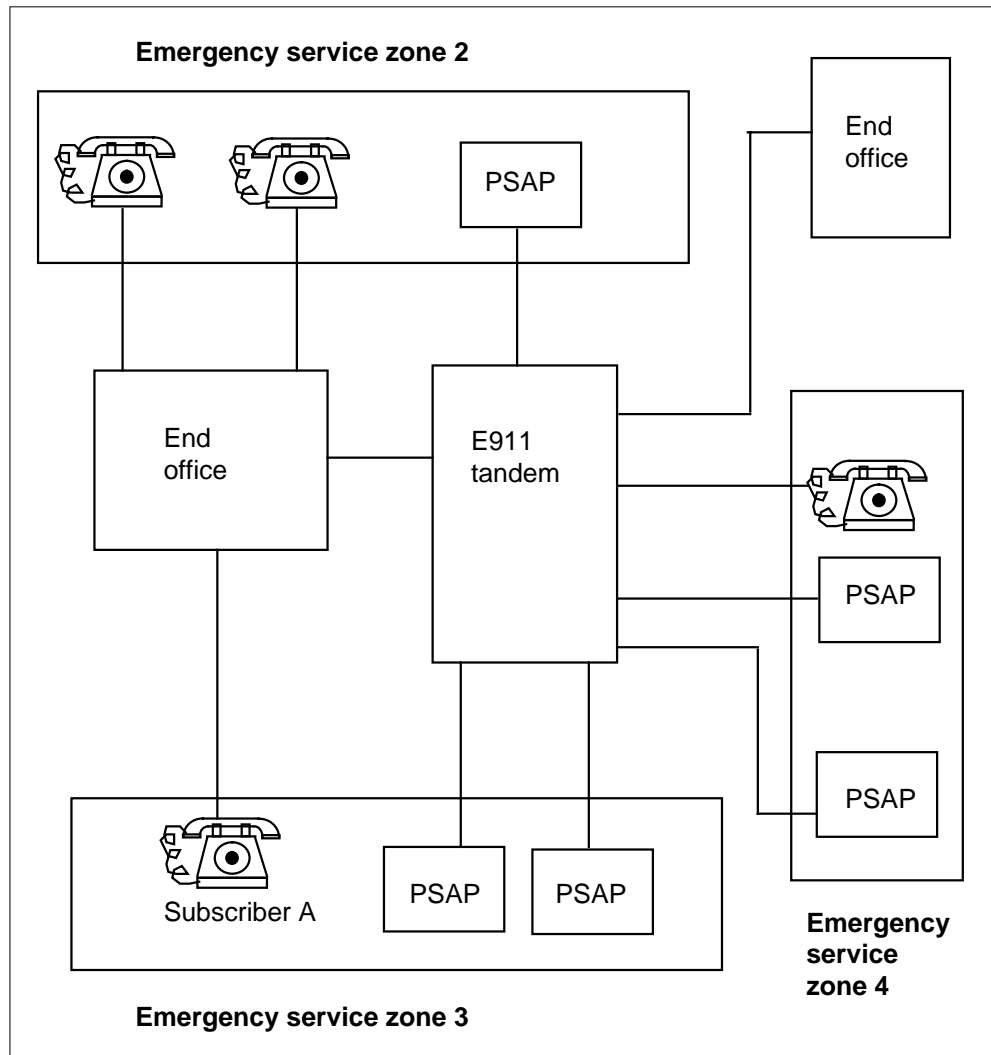 Emergency service zone 2
End
office
PSAP
End
office
E911
tandem
PSAP
PSAP
Subscriber A
PSAP
PSAP
Emergency
service
zone 4
Emergency service zone 3